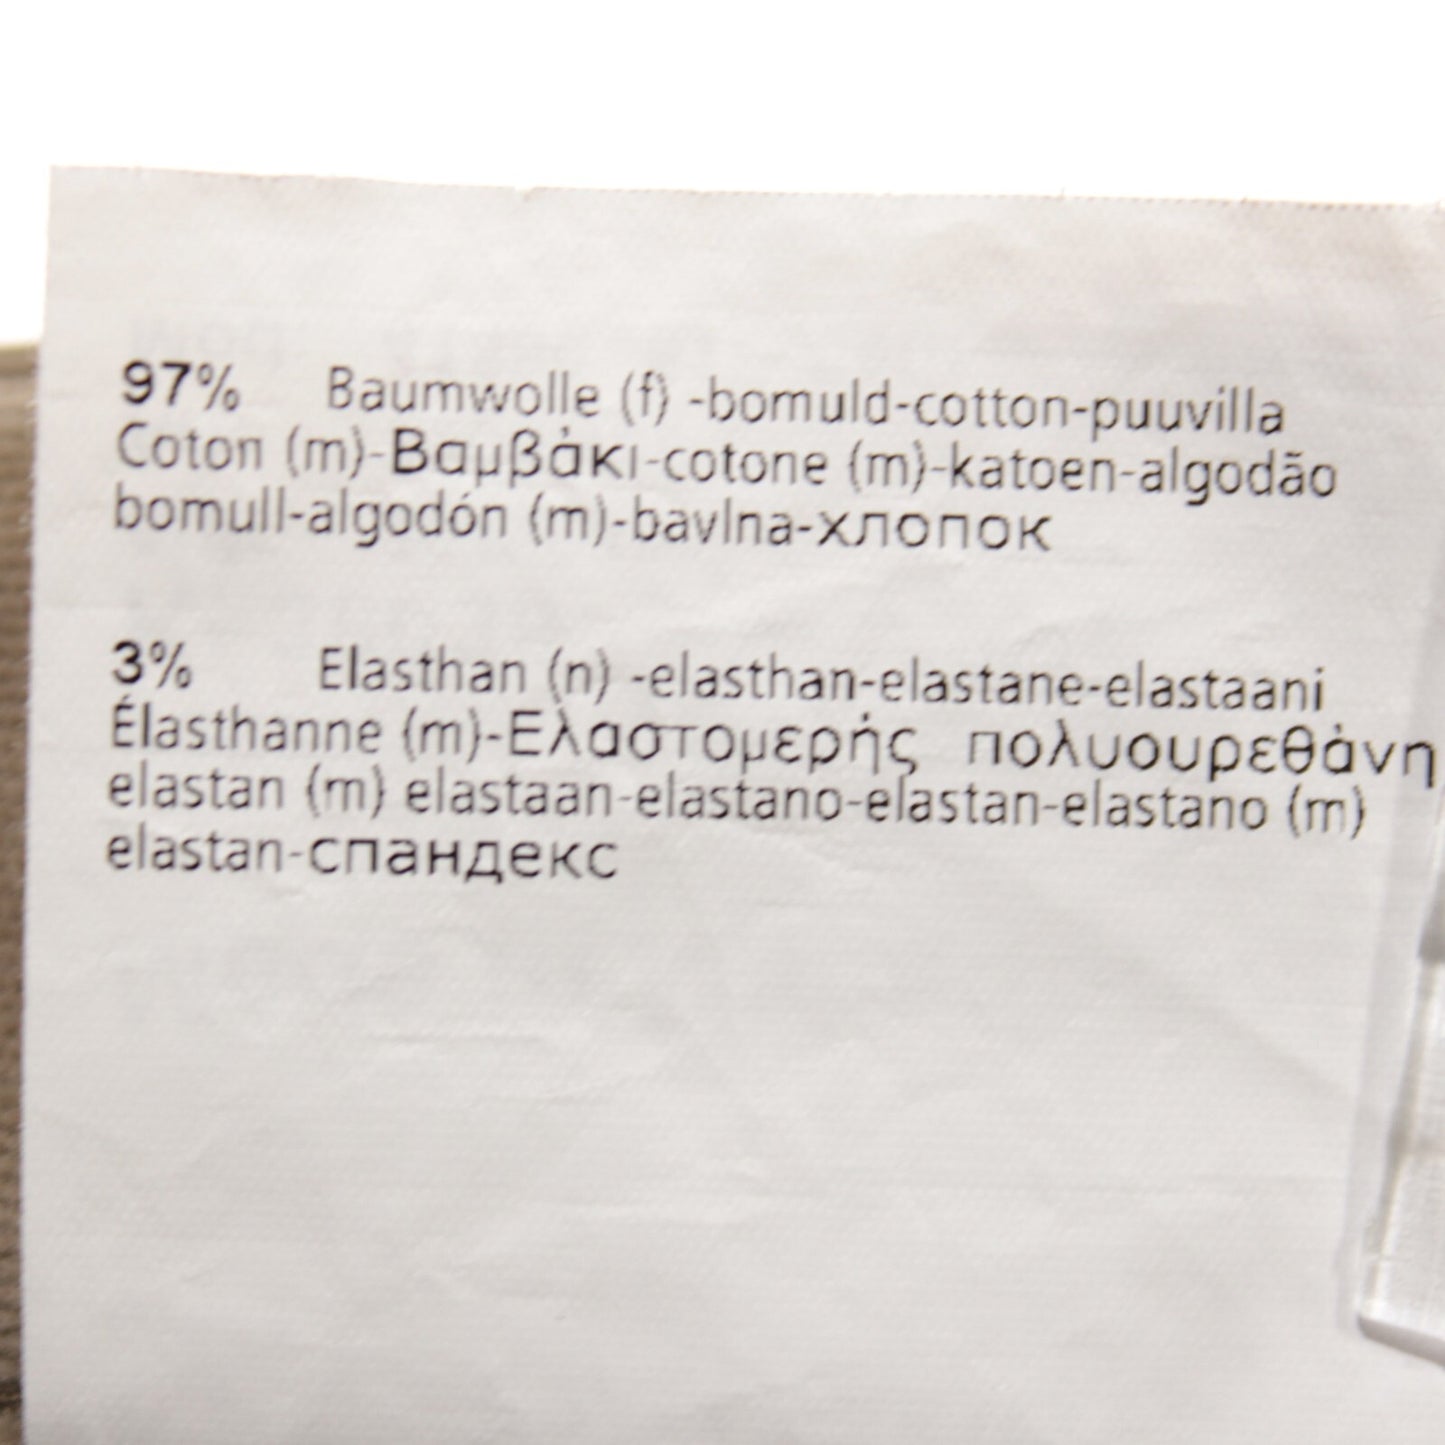 97% Baumwolle (f) -bomuld-cotton-puuvilla
Coton (m)-Βαμβάκι-cotone (m)-katoen-algodão
bomull-algodón (m)-bavlna-хлопок
3% Elasthan (n) -elasthan-elastane-elastaani
Élasthanne (m)-Ελαστομερής πολυουρεθάνη
elastan (m) elastaan-elastano-elastan-elastano (m)
elastan-спандекс